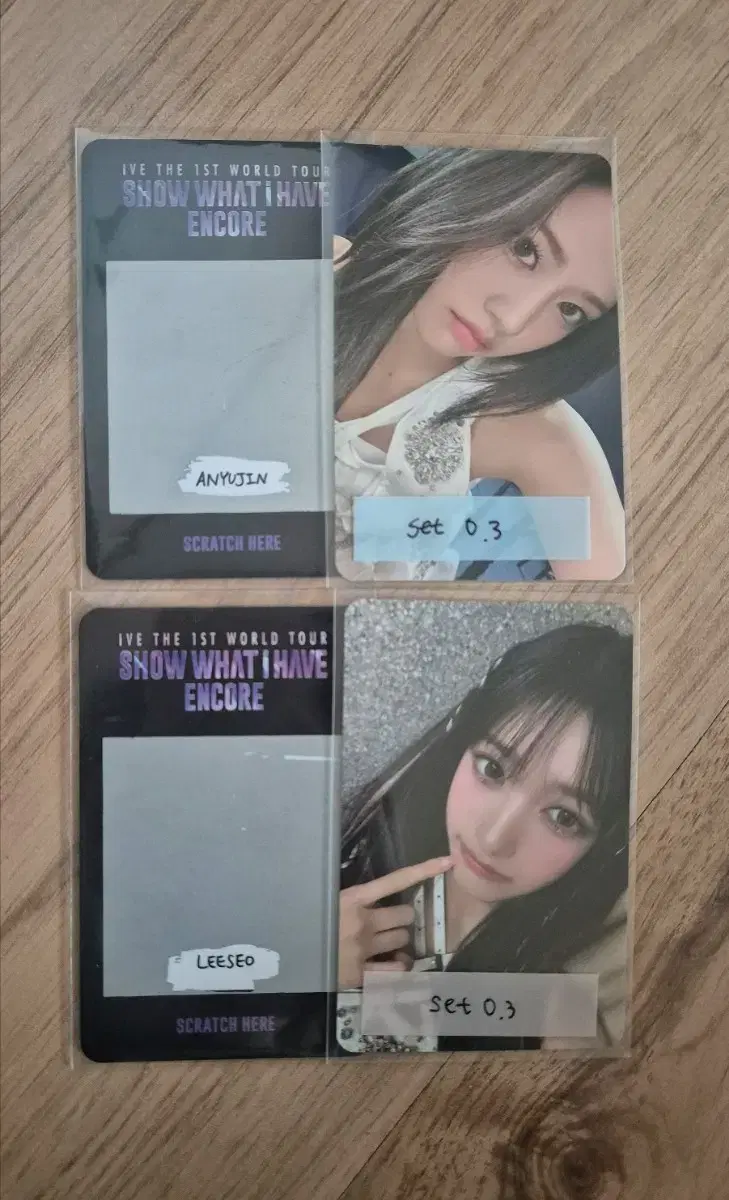 IVE THE 1ST WORLD TOUR
SHOW WHAT i HAVE
ENCORE
ANYUJIN
SCRATCH HERE
set 0.3
IVE THE 1ST WORLD TOUR
SHOW WHAT i HAVE
ENCORE
LEESEO
SCRATCH HERE
set 0.3